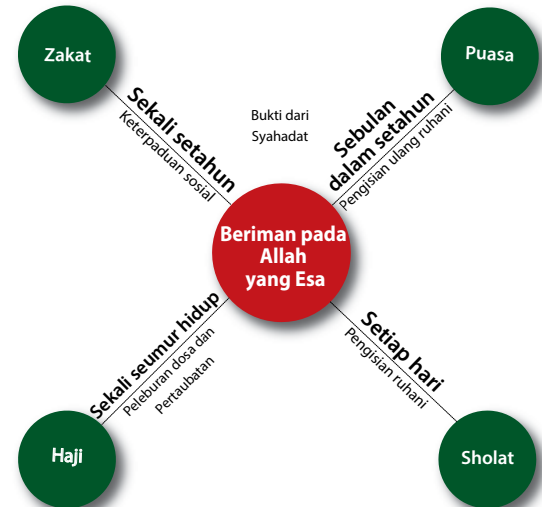 Zakat
Puasa
Sekali setahun
Keterpaduan sosial
Bukti dari
Syahadat
Sebulan
dalam setahun
Pengisian ulang ruhani
Beriman pada
Allah
yang Esa
Sekali seumur hidup
Peleburan dosa dan
Pertaubatan
Setiap hari
Pengisian ruhani
Haji
Sholat